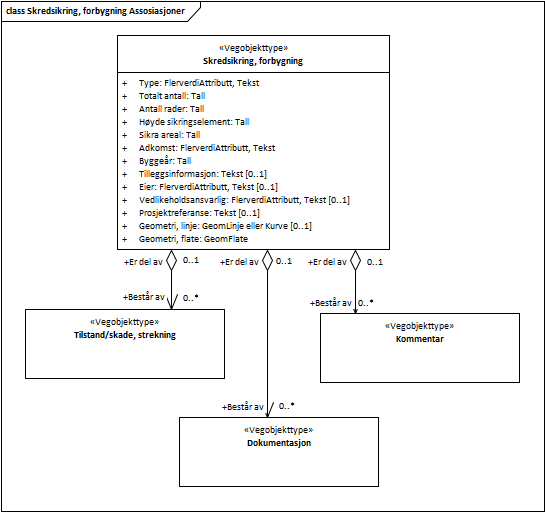 class Skredsikring, forbygning Assosiasjoner
«Vegobjekttype»
Skredsikring, forbygning
+ Type: FlerverdiAttributt, Tekst
+ Totalt antall: Tall
+ Antall rader: Tall
+ Høyde sikringselement: Tall
+ Sikra areal: Tall
+ Adkomst: FlerverdiAttributt, Tekst
+ Byggeår: Tall
+ Tilleggsinformasjon: Tekst [0..1]
+ Eier: FlerverdiAttributt, Tekst [0..1]
+ Vedlikeholdsansvarlig: FlerverdiAttributt, Tekst [0..1]
+ Prosjektreferanse: Tekst [0..1]
+ Geometri, linje: GeomLinje eller Kurve [0..1]
+ Geometri, flate: GeomFlate
+Er del av 0..1 +Er del av 0..1 +Er del av 0..1
+Består av 0..* +Består av 0..*
«Vegobjekttype»
Tilstand/skade, strekning
«Vegobjekttype»
Kommentar
+Består av 0..*
«Vegobjekttype»
Dokumentasjon